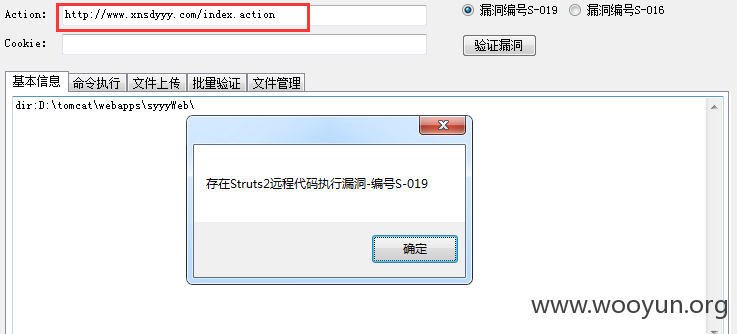 Action: http://www.xnsdyyy.com/index.action 漏洞编号S-019 漏洞编号S-016
Cookie: 验证漏洞
基本信息 命令执行 文件上传 批量验证 文件管理
dir:D:\tomcat\webapps\syyyWeb\
存在Struts2远程代码执行漏洞-编号S-019
确定
www.wooyun.org